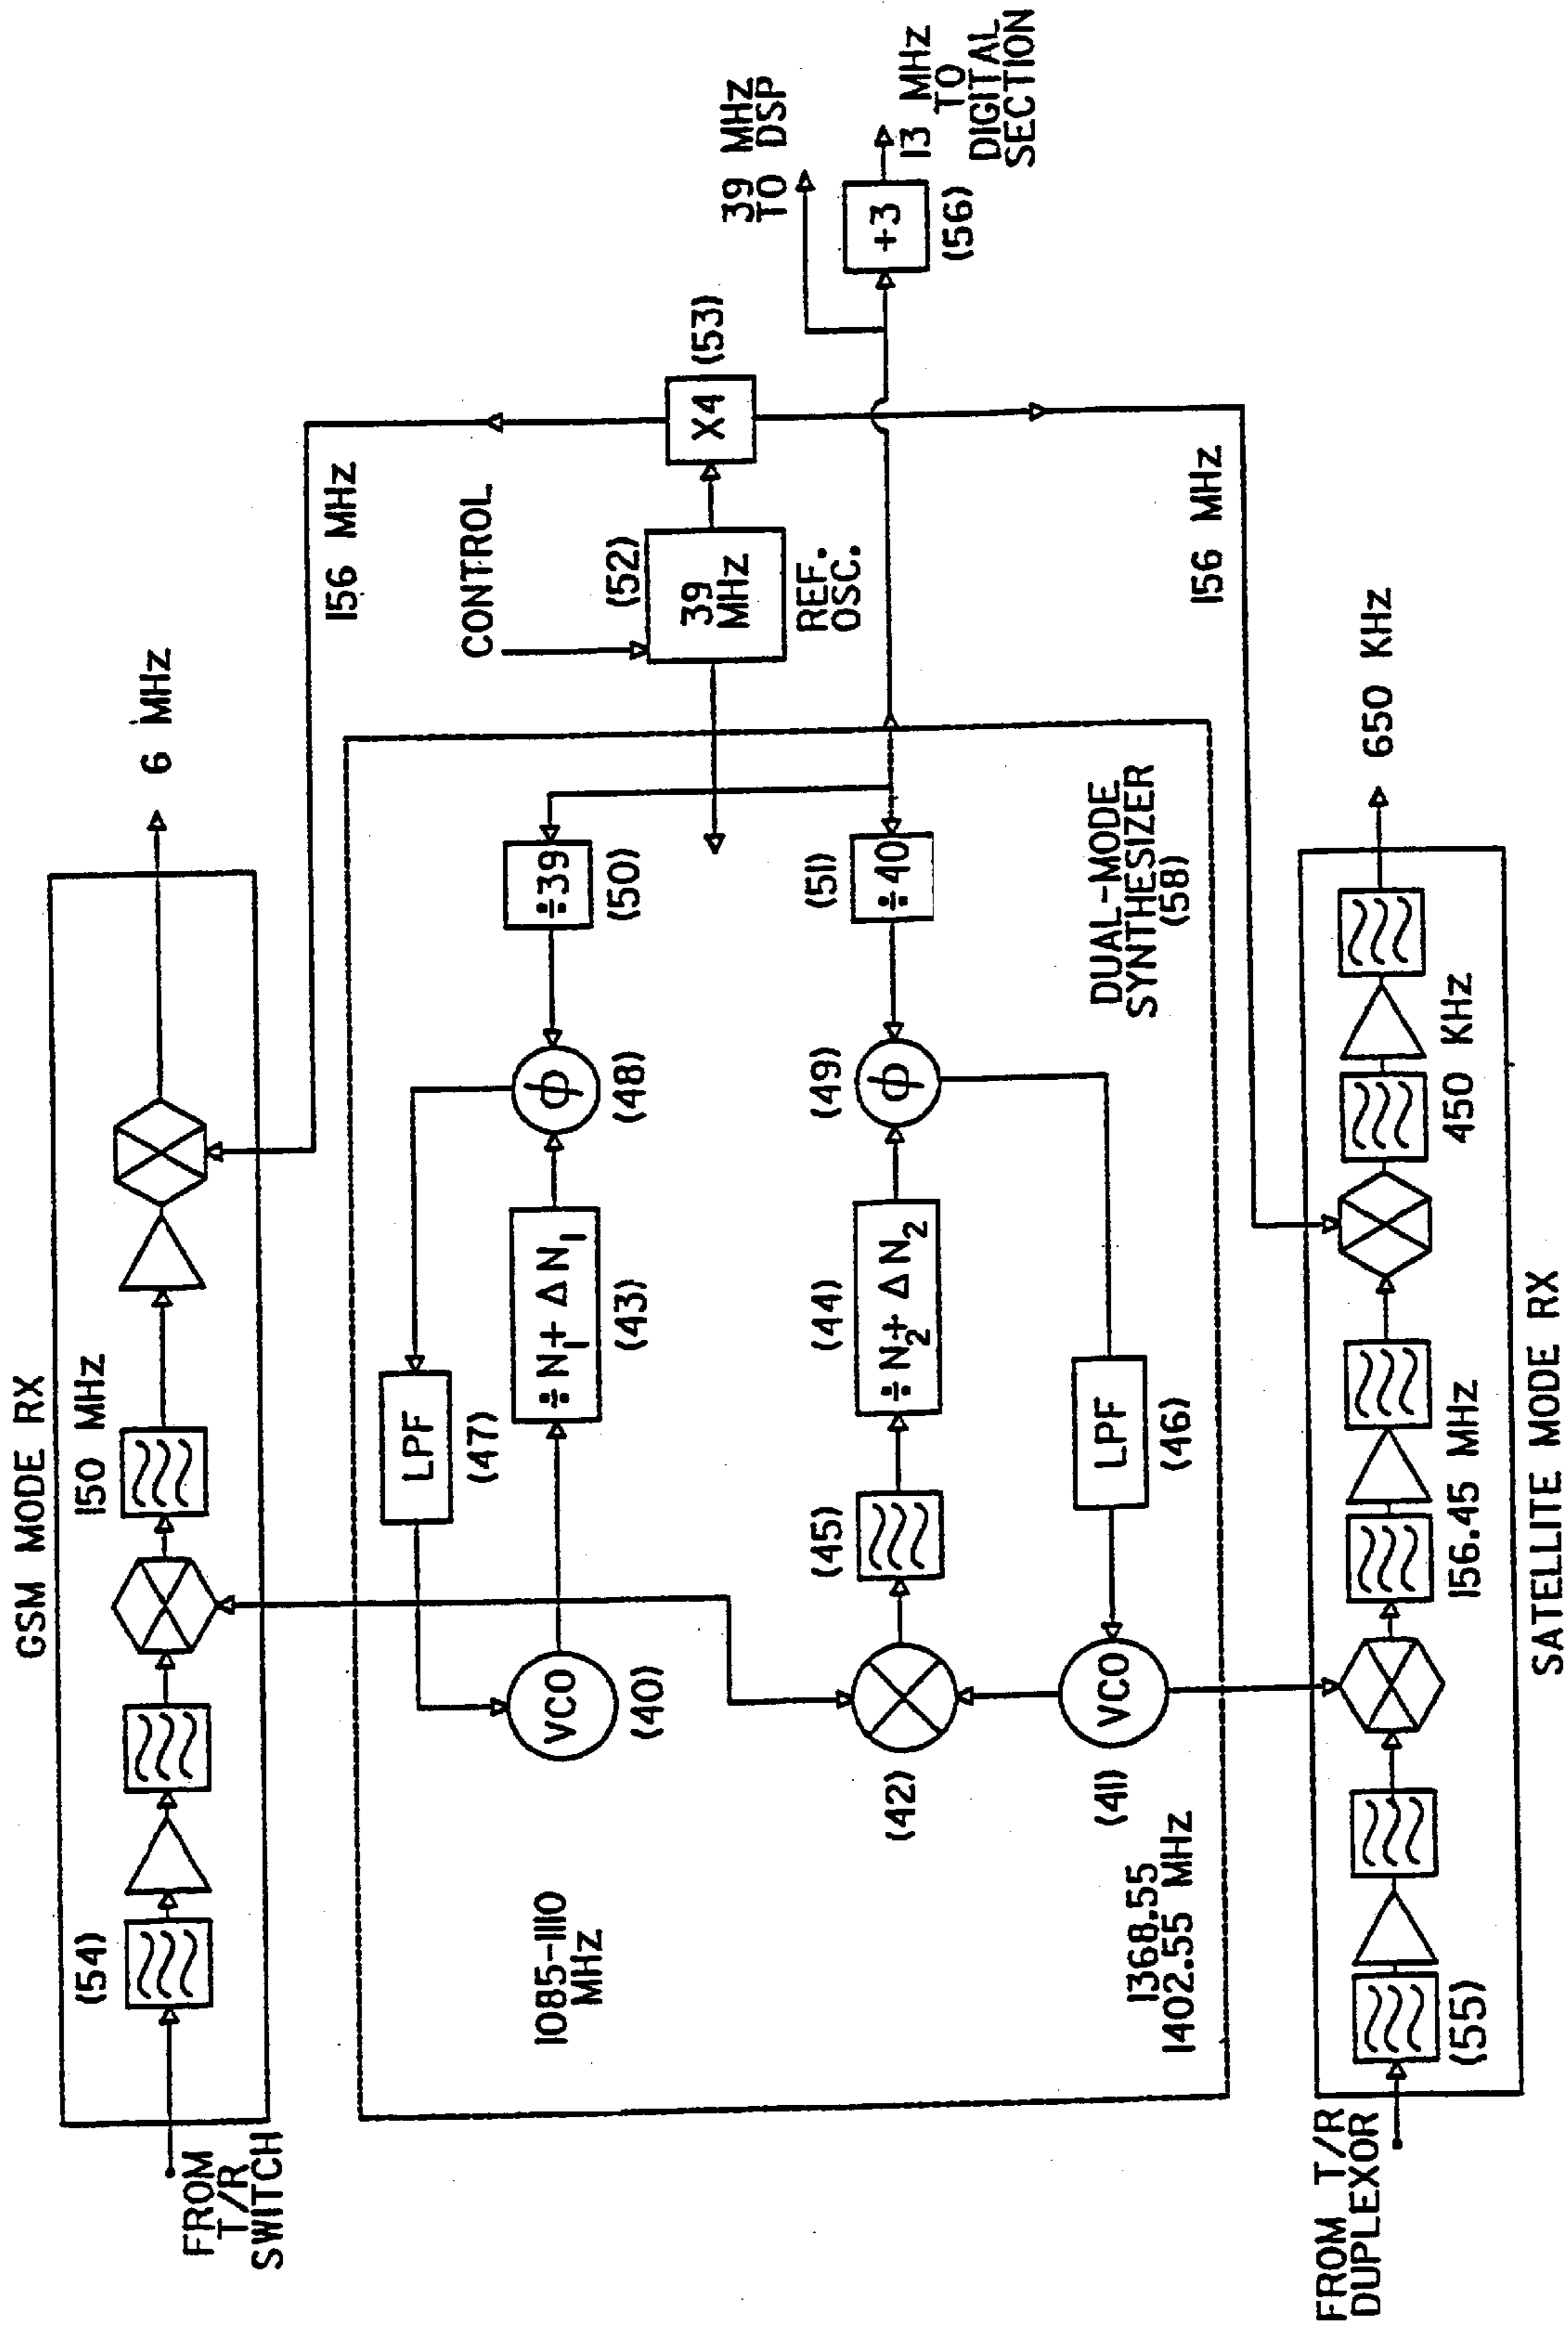 GSM MODE RX
FROM
T/R
SWITCH
(54)
150 MHz
6 MHz
156 MHz
1085-1110
MHz
VCO
(40)
LPF
(47)
÷N1+ΔN1
(43)
ϕ
(48)
÷39
(50)
CONTROL
(52)
39
MHz
REF.
OSC.
X4
(53)
39 MHz
TO DSP
+3
(56)
13 MHz
TO
DIGITAL
SECTION
(42)
(45)
÷N2+ΔN2
(44)
ϕ
(49)
÷40
(51)
1368.55
1402.55 MHz
VCO
(41)
LPF
(46)
DUAL-MODE
SYNTHESIZER
(58)
156 MHz
FROM T/R
DUPLEXOR
(55)
156.45 MHz
450 KHz
650 KHz
SATELLITE MODE RX